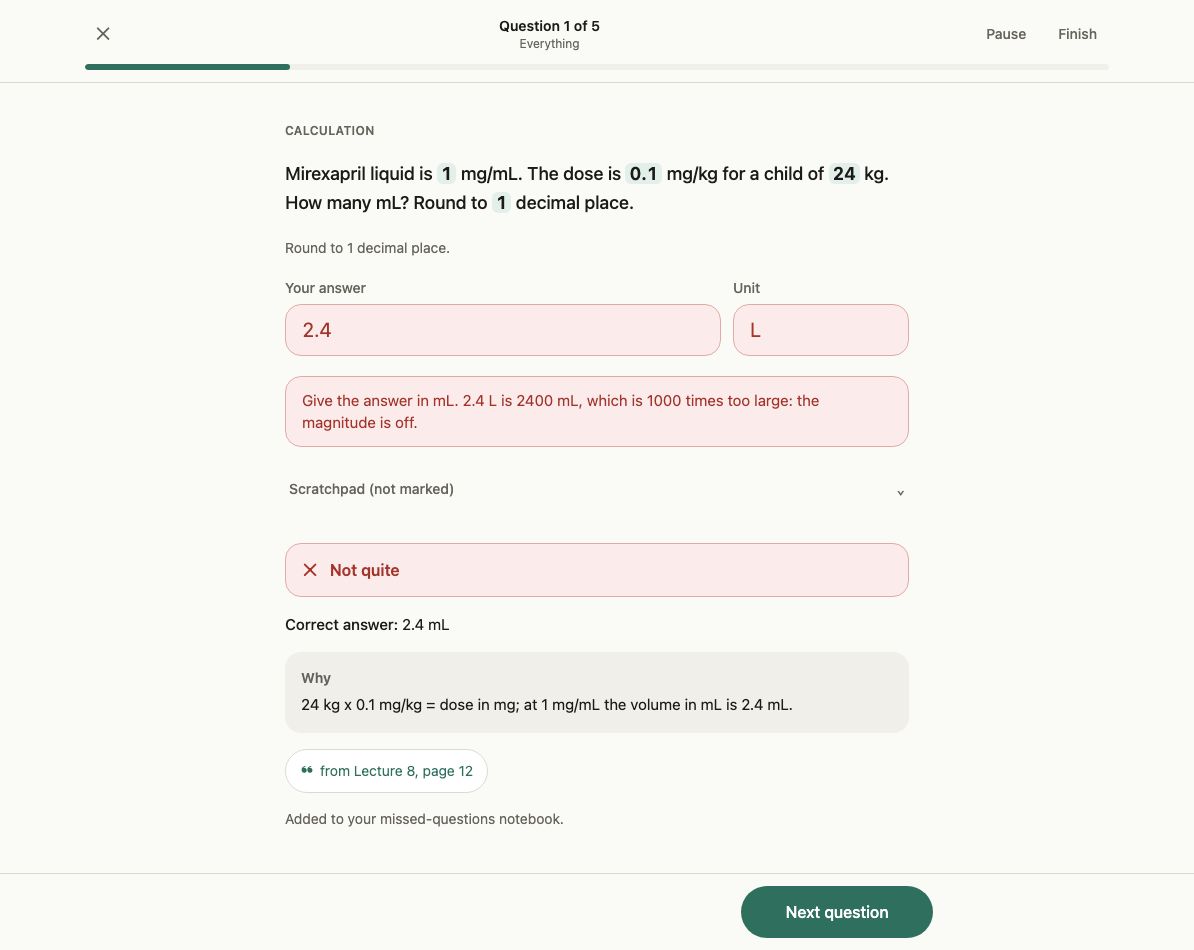 Question 1 of 5
Everything
Pause
Finish
CALCULATION
Mirexapril liquid is 1 mg/mL. The dose is 0.1 mg/kg for a child of 24 kg.
How many mL? Round to 1 decimal place.
Round to 1 decimal place.
Your answer
Unit
2.4
L
Give the answer in mL. 2.4 L is 2400 mL, which is 1000 times too large: the
magnitude is off.
Scratchpad (not marked)
Not quite
Correct answer: 2.4 mL
Why
24 kg x 0.1 mg/kg = dose in mg; at 1 mg/mL the volume in mL is 2.4 mL.
❝ from Lecture 8, page 12
Added to your missed-questions notebook.
Next question